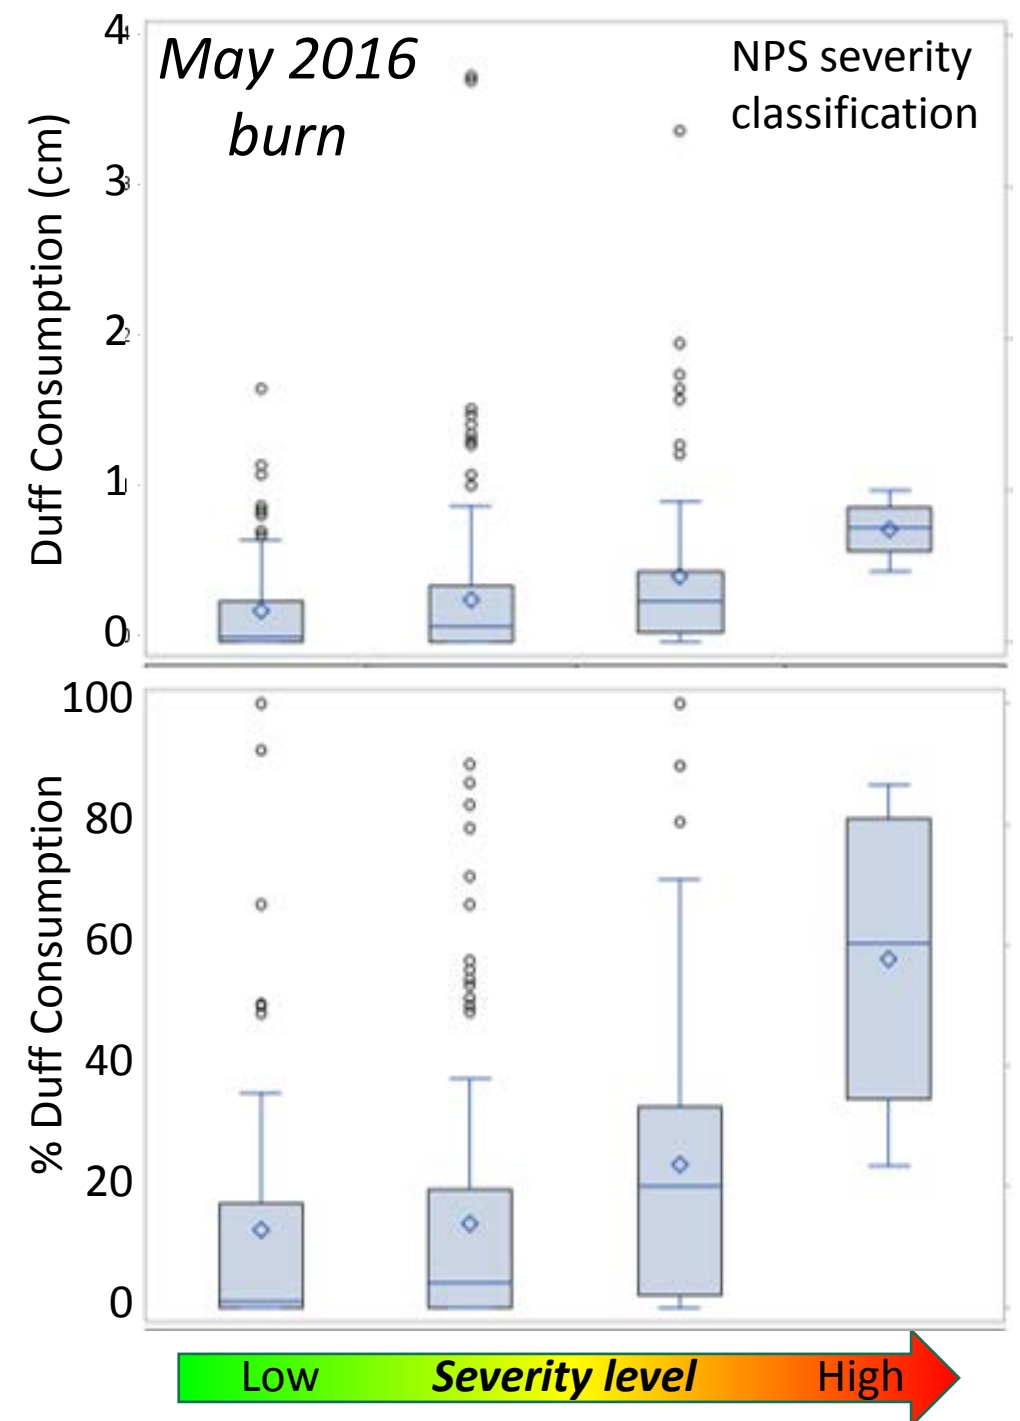 May 2016
burn
NPS severity
classification
Duff Consumption (cm)
4
3
2
1
0
% Duff Consumption
100
80
60
40
20
0
Low Severity level High